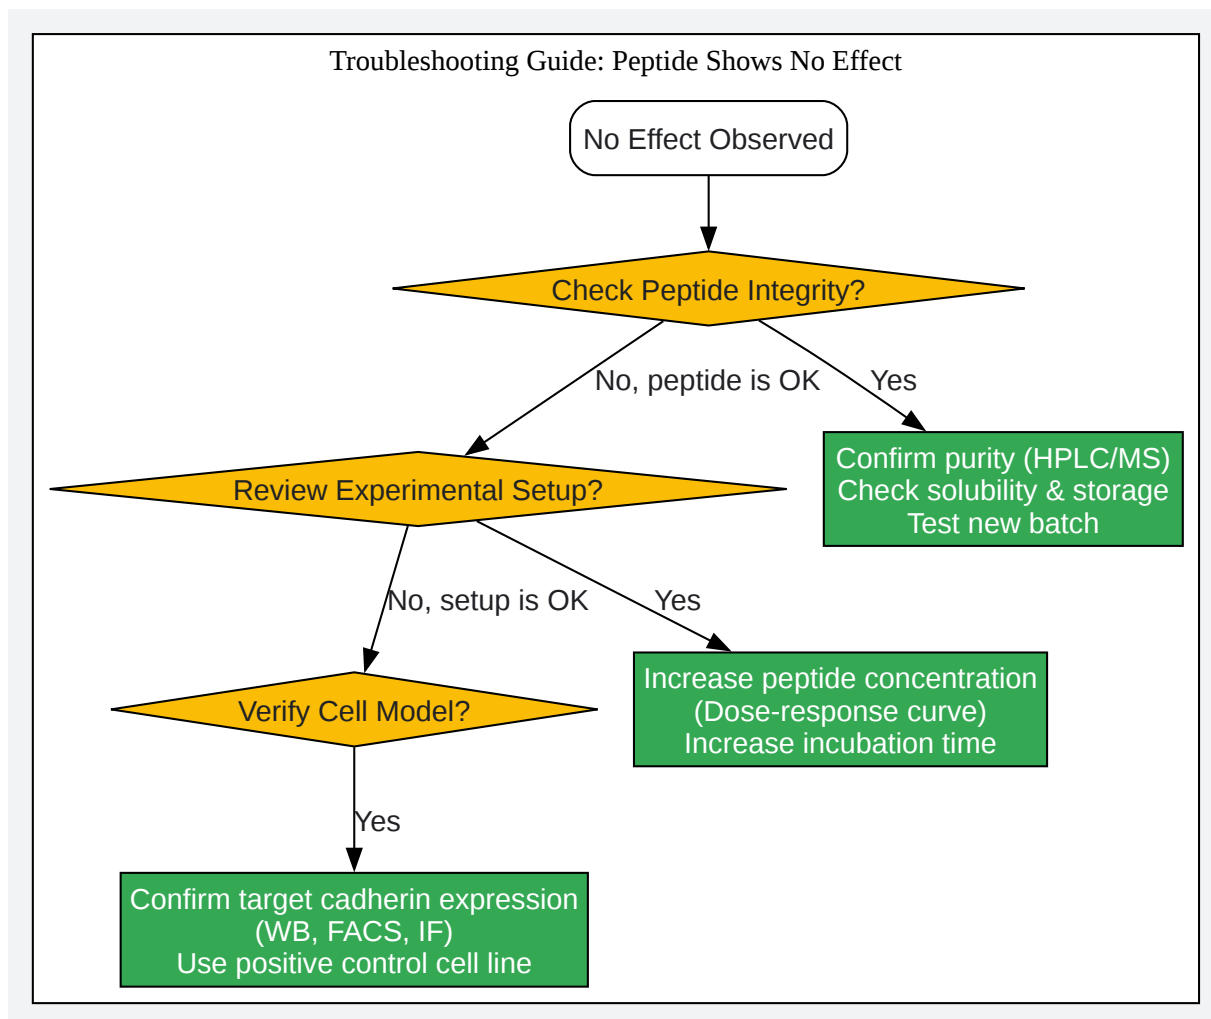 Troubleshooting Guide: Peptide Shows No Effect
No Effect Observed
Check Peptide Integrity?
No, peptide is OK
Yes
Confirm purity (HPLC/MS)
Check solubility & storage
Test new batch
Review Experimental Setup?
No, setup is OK
Yes
Increase peptide concentration
(Dose-response curve)
Increase incubation time
Verify Cell Model?
Yes
Confirm target cadherin expression
(WB, FACS, IF)
Use positive control cell line